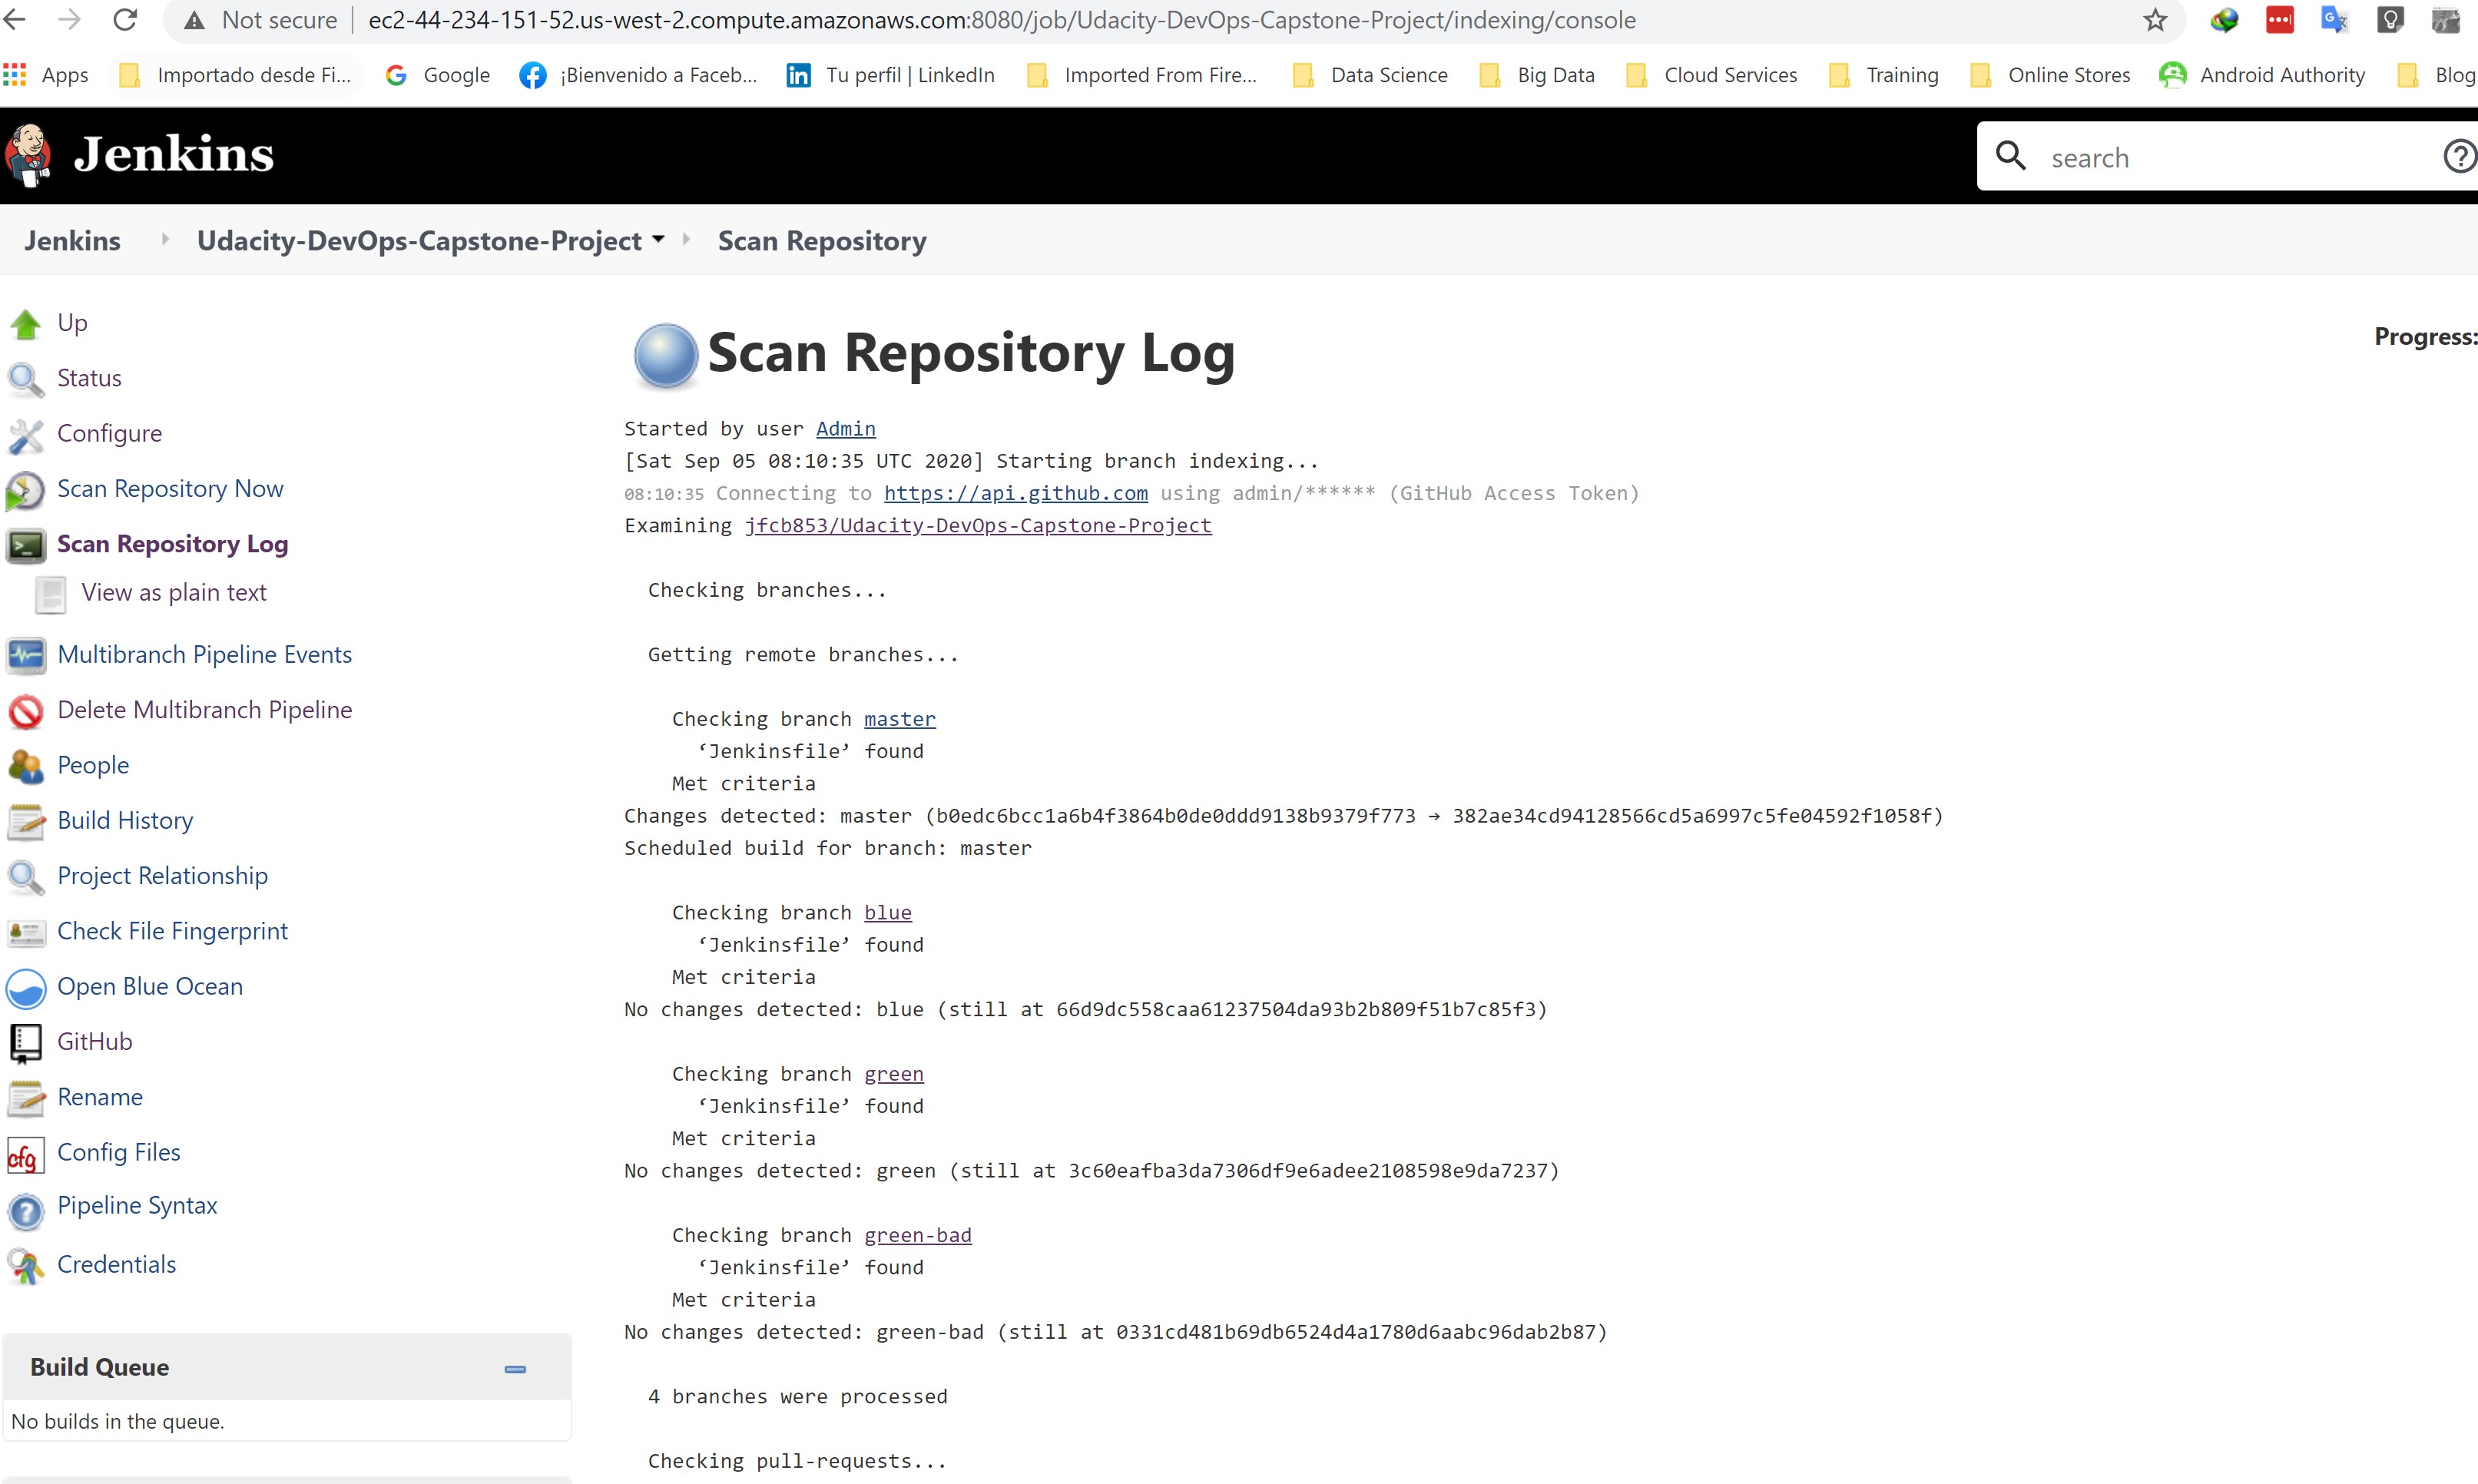 Not secure | ec2-44-234-151-52.us-west-2.compute.amazonaws.com:8080/job/Udacity-DevOps-Capstone-Project/indexing/console
Apps Importado desde Fi... Google ¡Bienvenido a Faceb... Tu perfil | LinkedIn Imported From Fire... Data Science Big Data Cloud Services Training Online Stores Android Authority Blog
Jenkins search
Jenkins Udacity-DevOps-Capstone-Project Scan Repository
Up
Status
Configure
Scan Repository Now
Scan Repository Log
View as plain text
Multibranch Pipeline Events
Delete Multibranch Pipeline
People
Build History
Project Relationship
Check File Fingerprint
Open Blue Ocean
GitHub
Rename
cfg Config Files
Pipeline Syntax
Credentials
Build Queue
No builds in the queue.
Scan Repository Log
Progress:
Started by user Admin
[Sat Sep 05 08:10:35 UTC 2020] Starting branch indexing...
08:10:35 Connecting to https://api.github.com using admin/****** (GitHub Access Token)
Examining jfcb853/Udacity-DevOps-Capstone-Project
Checking branches...
Getting remote branches...
Checking branch master
‘Jenkinsfile’ found
Met criteria
Changes detected: master (b0edc6bcc1a6b4f3864b0de0ddd9138b9379f773 → 382ae34cd94128566cd5a6997c5fe04592f1058f)
Scheduled build for branch: master
Checking branch blue
‘Jenkinsfile’ found
Met criteria
No changes detected: blue (still at 66d9dc558caa61237504da93b2b809f51b7c85f3)
Checking branch green
‘Jenkinsfile’ found
Met criteria
No changes detected: green (still at 3c60eafba3da7306df9e6adee2108598e9da7237)
Checking branch green-bad
‘Jenkinsfile’ found
Met criteria
No changes detected: green-bad (still at 0331cd481b69db6524d4a1780d6aabc96dab2b87)
4 branches were processed
Checking pull-requests...